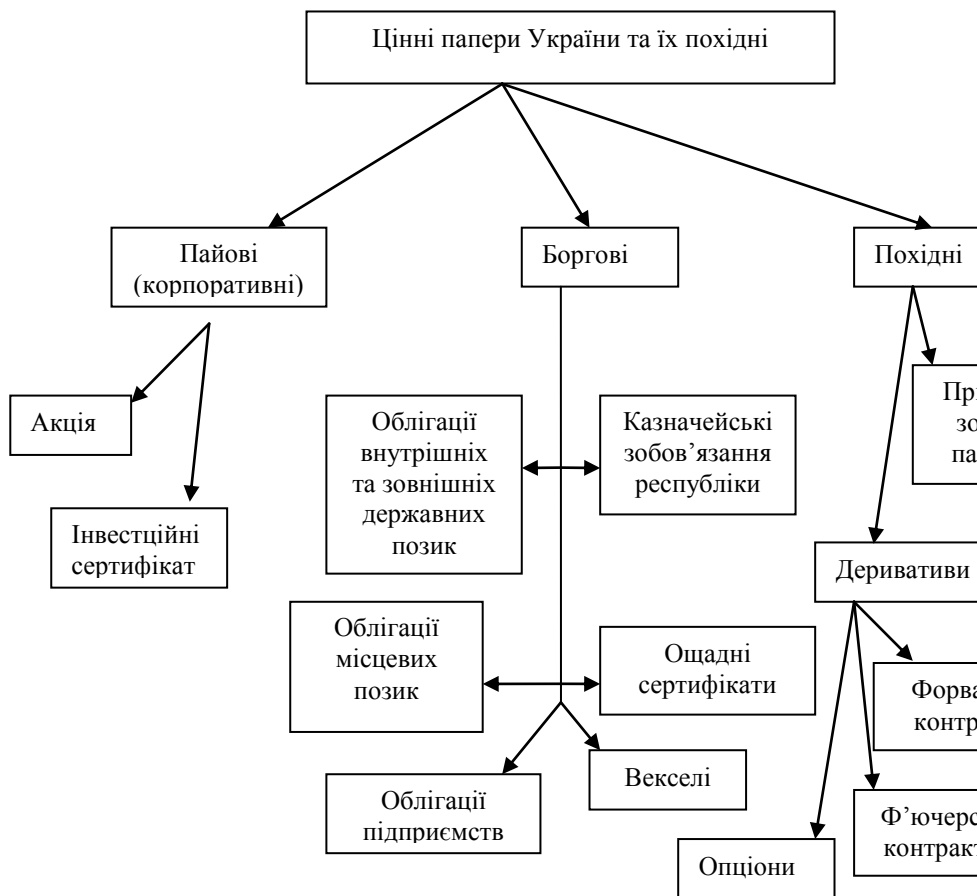 Цінні папери України та їх похідні
Пайові
(корпоративні)
Боргові
Похідні
Акція
Інвестційні
сертифікат
Облігації
внутрішніх
та зовнішніх
державних
позик
Казначейські
зобов’язання
республіки
Облігації
місцевих
позик
Ощадні
сертифікати
Облігації
підприємств
Векселі
Деривативи
Опціони